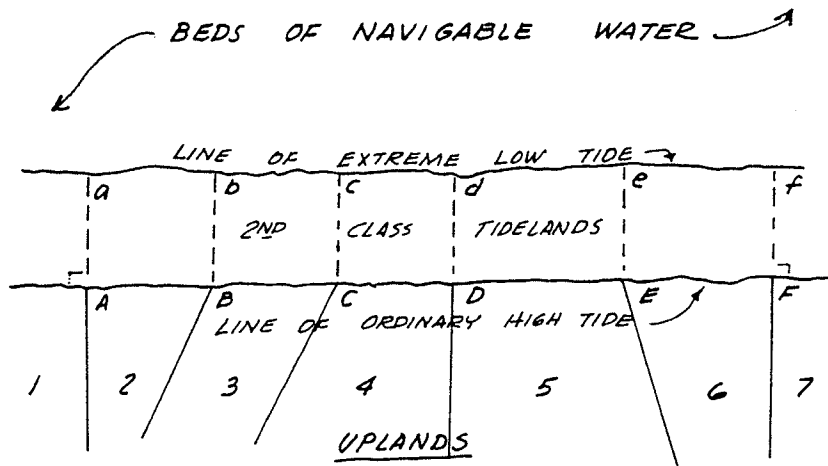 BEDS OF NAVIGABLE WATER
LINE OF EXTREME LOW TIDE
a b c d e f
2ND CLASS TIDELANDS
A B C D E F
LINE OF ORDINARY HIGH TIDE
1 2 3 4 5 6 7
UPLANDS